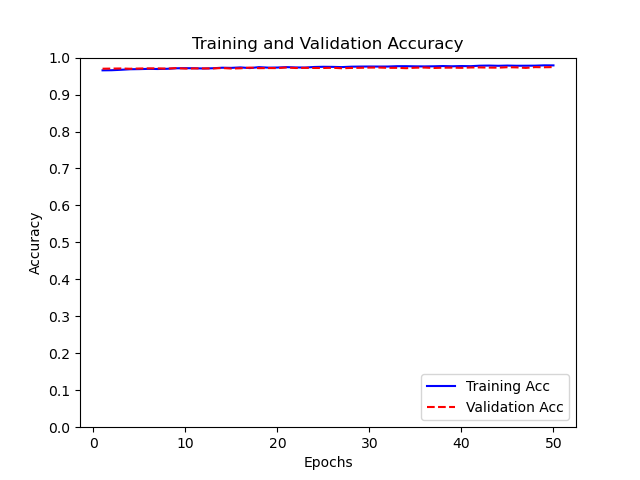 Training and Validation Accuracy
1.0
0.9
0.8
0.7
0.6
0.5
0.4
0.3
0.2
0.1
0.0
Accuracy
0 10 20 30 40 50
Epochs
Training Acc
Validation Acc